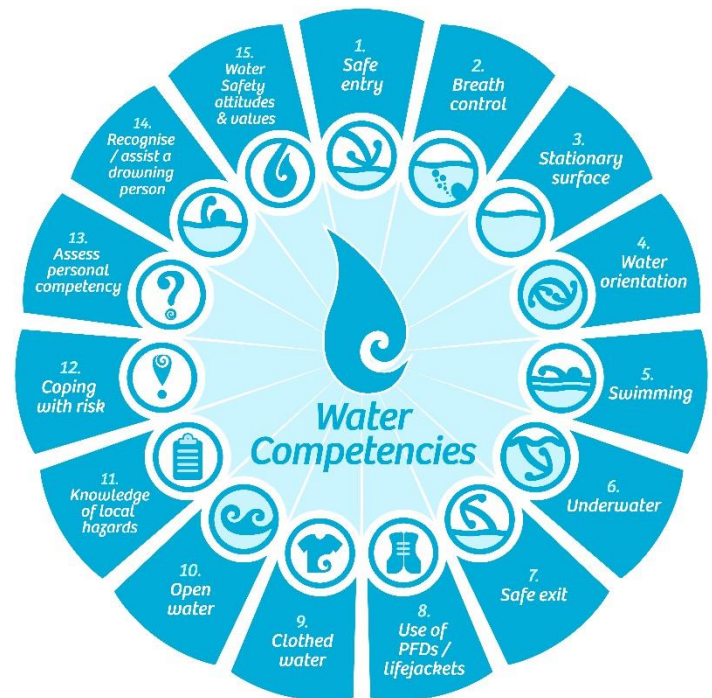 1.
Safe
entry
2.
Breath
control
3.
Stationary
surface
4.
Water
orientation
5.
Swimming
6.
Underwater
7.
Safe exit
8.
Use of
PFDs /
lifejackets
9.
Clothed
water
10.
Open
water
11.
Knowledge
of local
hazards
12.
Coping
with risk
13.
Assess
personal
competency
14.
Recognise
/ assist a
drowning
person
15.
Water
Safety
attitudes
& values
Water
Competencies